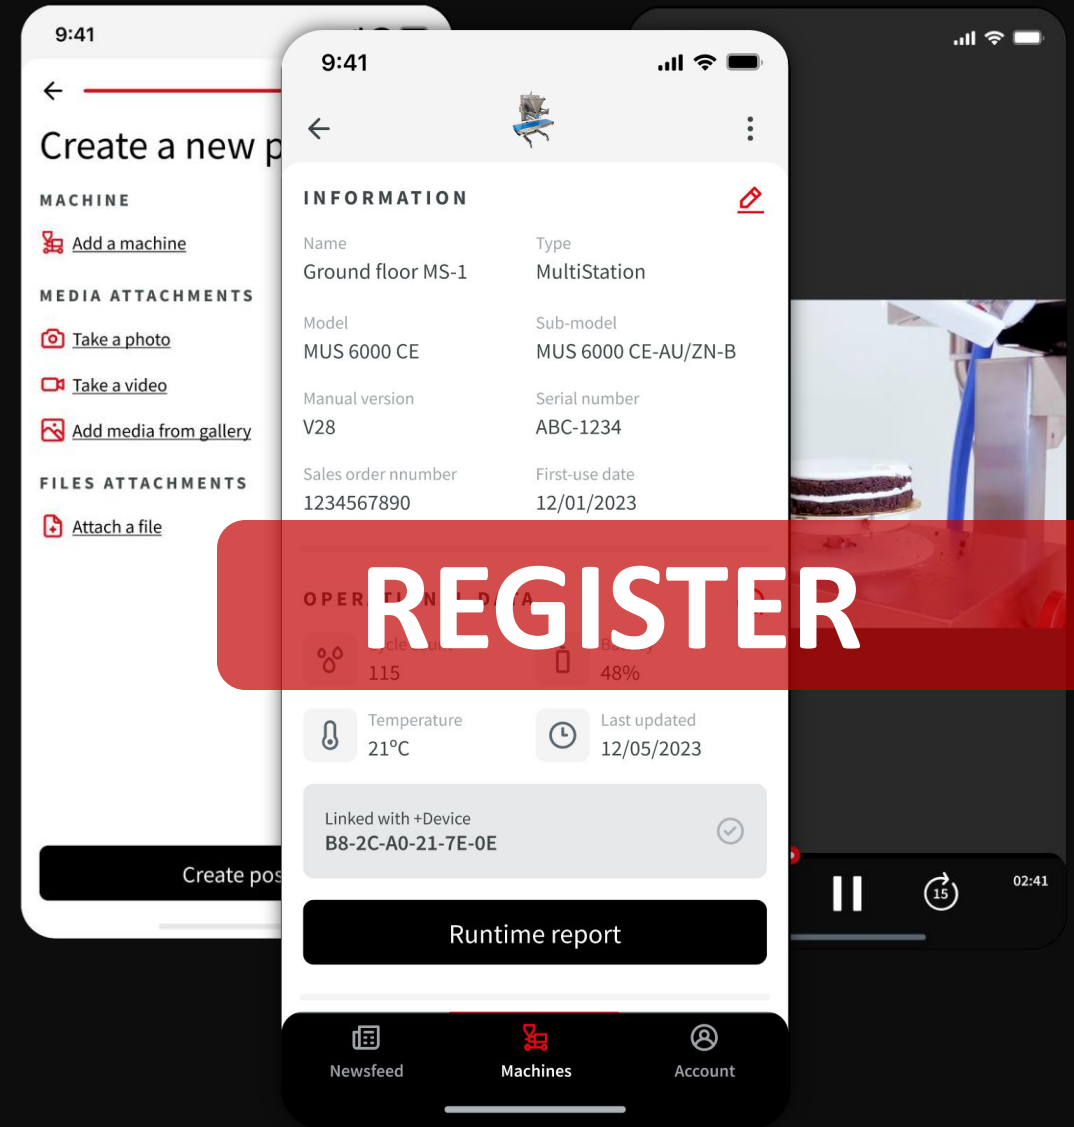 9:41
Create a new p
MACHINE
Add a machine
MEDIA ATTACHMENTS
Take a photo
Take a video
Add media from gallery
FILES ATTACHMENTS
Attach a file
Create pos
9:41
INFORMATION
Name
Ground floor MS-1
Type
MultiStation
Model
MUS 6000 CE
Sub-model
MUS 6000 CE-AU/ZN-B
Manual version
V28
Serial number
ABC-1234
Sales order nnumber
1234567890
First-use date
12/01/2023
REGISTER
115
48%
Temperature
21°C
Last updated
12/05/2023
Linked with +Device
B8-2C-A0-21-7E-0E
Runtime report
Newsfeed
Machines
Account
15
02:41